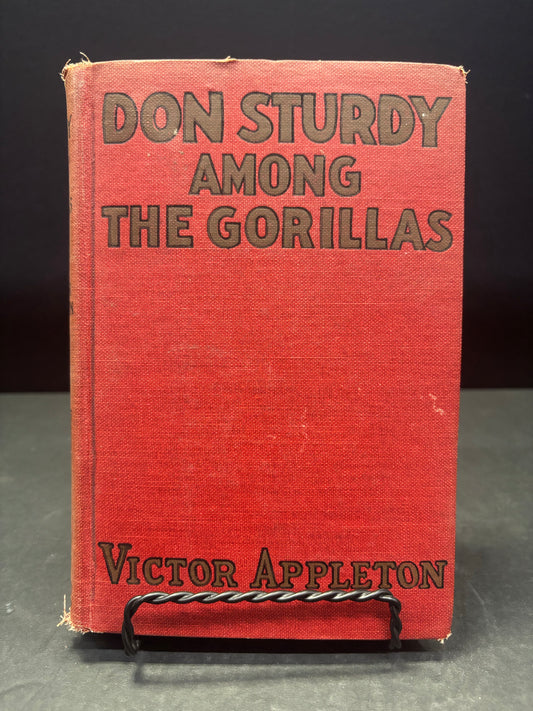 DON STURDY
AMONG
THE GORILLAS
VICTOR APPLETON